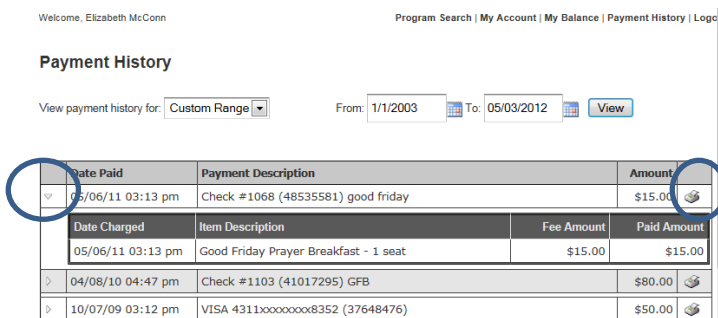 Welcome, Elizabeth McConn Program Search | My Account | My Balance | Payment History | Logo
Payment History
View payment history for: Custom Range From: 1/1/2003 To: 05/03/2012 View
Date Paid Payment Description Amount
05/06/11 03:13 pm Check #1068 (48535581) good friday $15.00
Date Charged Item Description Fee Amount Paid Amount
05/06/11 03:13 pm Good Friday Prayer Breakfast - 1 seat $15.00 $15.00
04/08/10 04:47 pm Check #1103 (41017295) GFB $80.00
10/07/09 03:12 pm VISA 4311xxxxxxxx8352 (37648476) $50.00